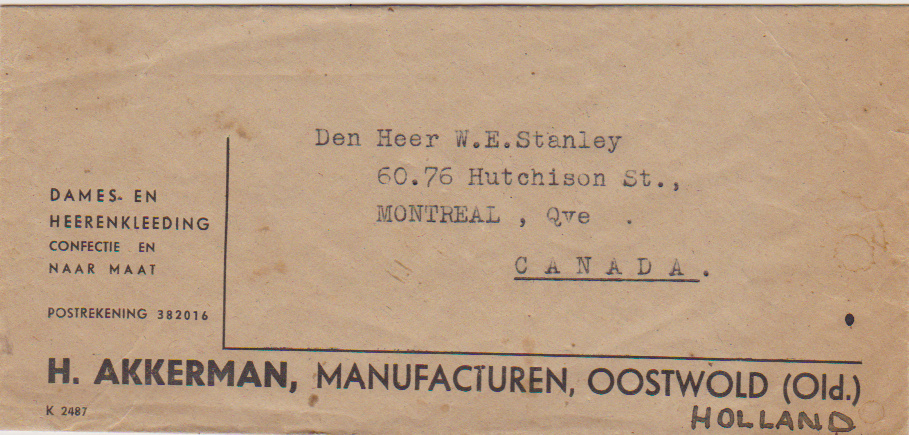 Den Heer W.E.Stanley
60.76 Hutchison St.,
MONTREAL , Qve .
CANADA.
DAMES- EN
HEERENKLEEDING
CONFECTIE EN
NAAR MAAT
POSTREKENING 382016
H. AKKERMAN, MANUFACTUREN, OOSTWOLD (Old.)
HOLLAND
K 2487